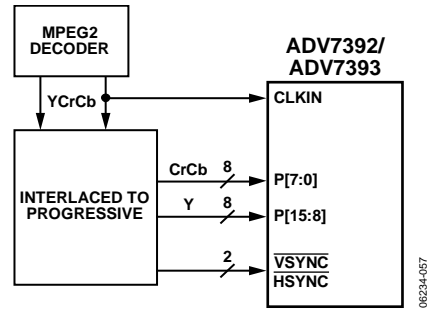 MPEG2
DECODER
ADV7392/
ADV7393
YCrCb
CLKIN
INTERLACED TO
PROGRESSIVE
CrCb 8
P[7:0]
Y 8
P[15:8]
2
VSYNC
HSYNC
06234-057